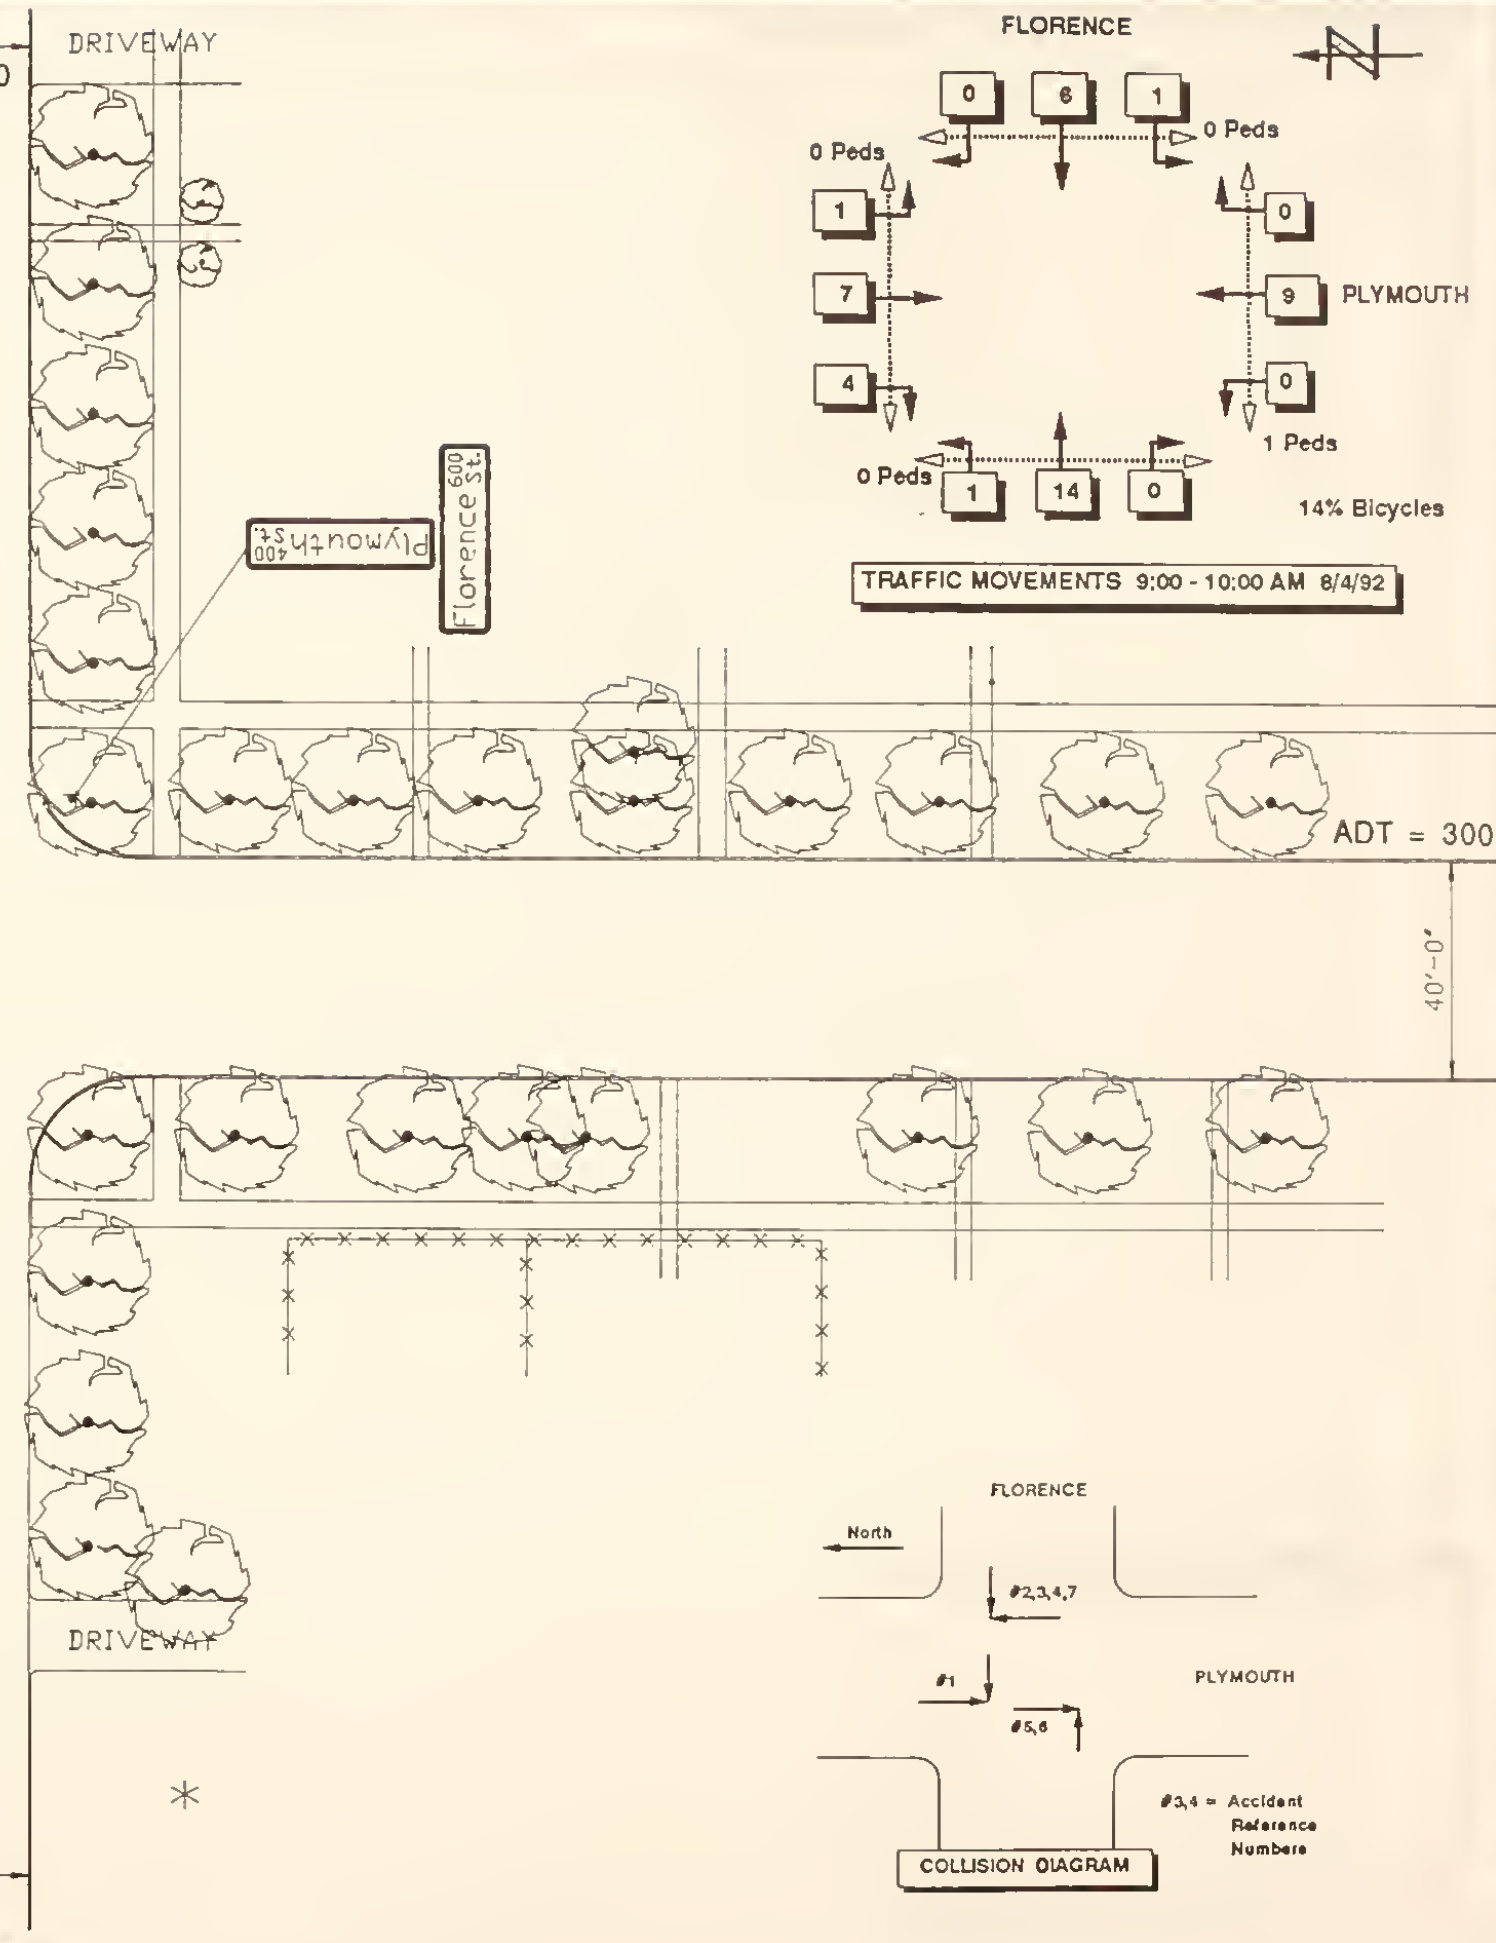 DRIVEWAY
0
FLORENCE
N
0 6 1
0 Peds
0 Peds
1
0
7
9
PLYMOUTH
4
0
1 Peds
0 Peds
1 14 0
14% Bicycles
TRAFFIC MOVEMENTS 9:00 - 10:00 AM 8/4/92
Florence 600 St.
Plymouth 400 St.
ADT = 300
40'-0"
FLORENCE
North
#2,3,4,7
#1
PLYMOUTH
#5,6
#3,4 = Accident
Reference
Numbers
COLLISION DIAGRAM
DRIVEWAY
*